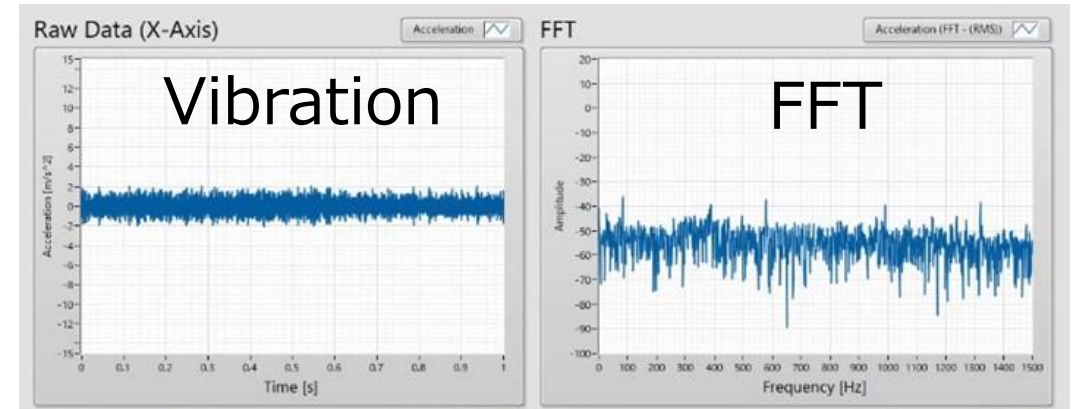 Raw Data (X-Axis)
Acceleration
Vibration
Acceleration [m/s^2]
15
12
10
8
6
4
2
0
-2
-4
-6
-8
-10
-12
-15
0 0.1 0.2 0.3 0.4 0.5 0.6 0.7 0.8 0.9 1
Time [s]
FFT
Acceleration (FFT - (RMS))
FFT
Amplitude
20
10
0
-10
-20
-30
-40
-50
-60
-70
-80
-90
-100
0 100 200 300 400 500 600 700 800 900 1000 1100 1200 1300 1400 1500
Frequency [Hz]